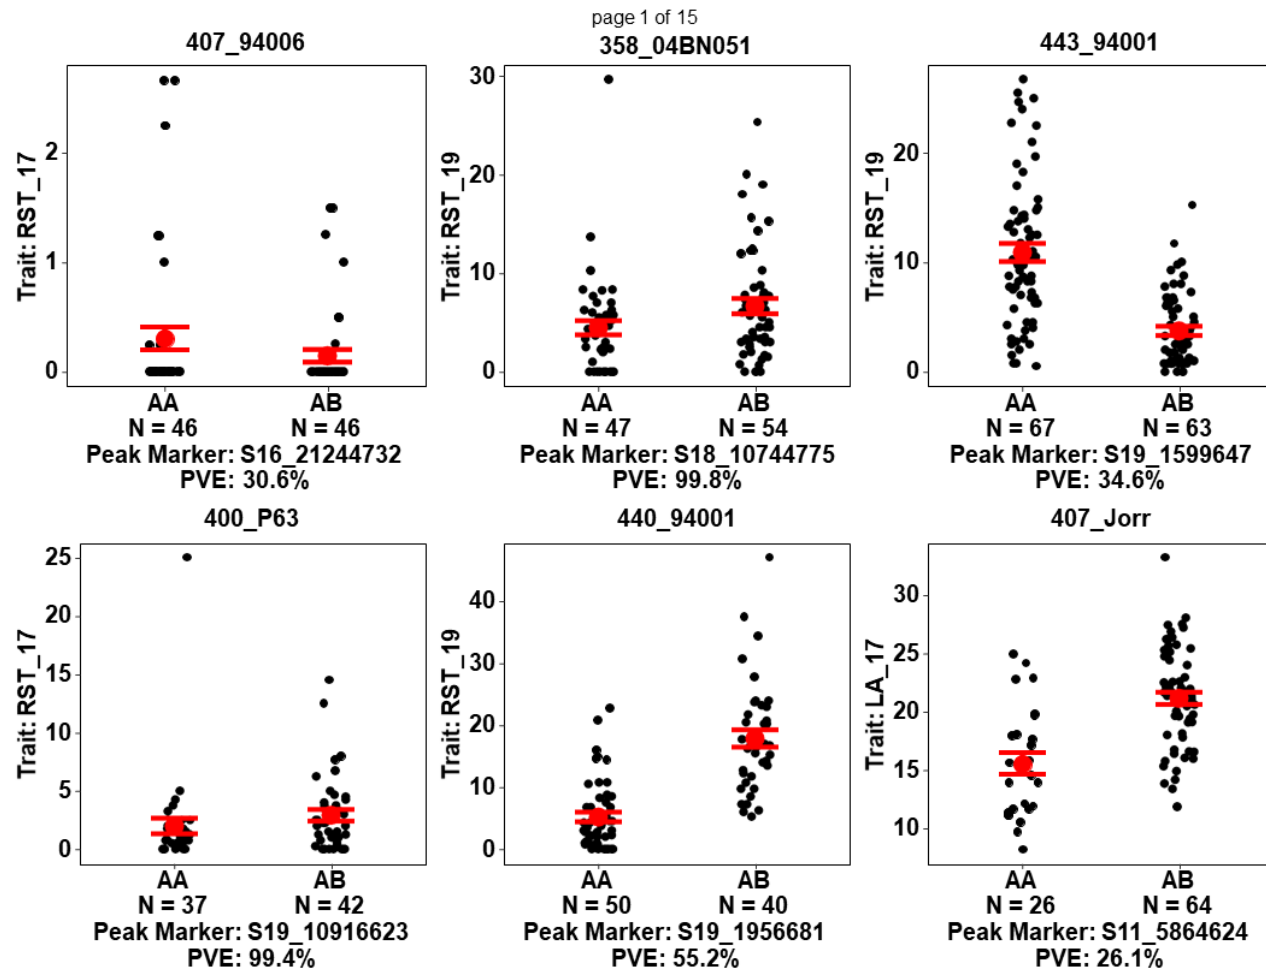 page 1 of 15
407_94006
Trait: RST_17
2
1
0
AA AB
N = 46 N = 46
Peak Marker: S16_21244732
PVE: 30.6%
358_04BN051
Trait: RST_19
30
20
10
0
AA AB
N = 47 N = 54
Peak Marker: S18_10744775
PVE: 99.8%
443_94001
Trait: RST_19
20
10
0
AA AB
N = 67 N = 63
Peak Marker: S19_1599647
PVE: 34.6%
400_P63
Trait: RST_17
25
20
15
10
5
0
AA AB
N = 37 N = 42
Peak Marker: S19_10916623
PVE: 99.4%
440_94001
Trait: RST_19
40
30
20
10
0
AA AB
N = 50 N = 40
Peak Marker: S19_1956681
PVE: 55.2%
407_Jorr
Trait: LA_17
30
25
20
15
10
AA AB
N = 26 N = 64
Peak Marker: S11_5864624
PVE: 26.1%